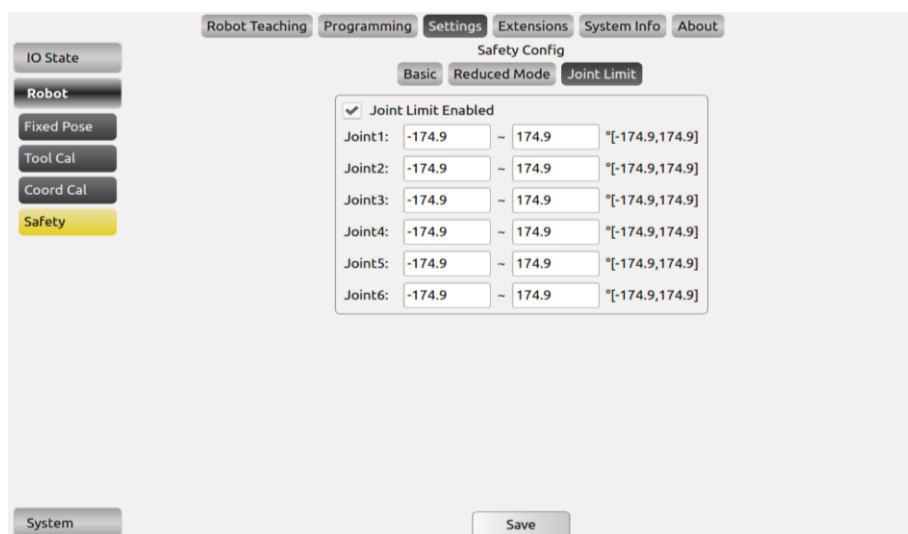 Robot Teaching Programming Settings Extensions System Info About
IO State
Robot
Fixed Pose
Tool Cal
Coord Cal
Safety
System
Safety Config
Basic Reduced Mode Joint Limit
Joint Limit Enabled
Joint1: -174.9 ~ 174.9 °[-174.9,174.9]
Joint2: -174.9 ~ 174.9 °[-174.9,174.9]
Joint3: -174.9 ~ 174.9 °[-174.9,174.9]
Joint4: -174.9 ~ 174.9 °[-174.9,174.9]
Joint5: -174.9 ~ 174.9 °[-174.9,174.9]
Joint6: -174.9 ~ 174.9 °[-174.9,174.9]
Save